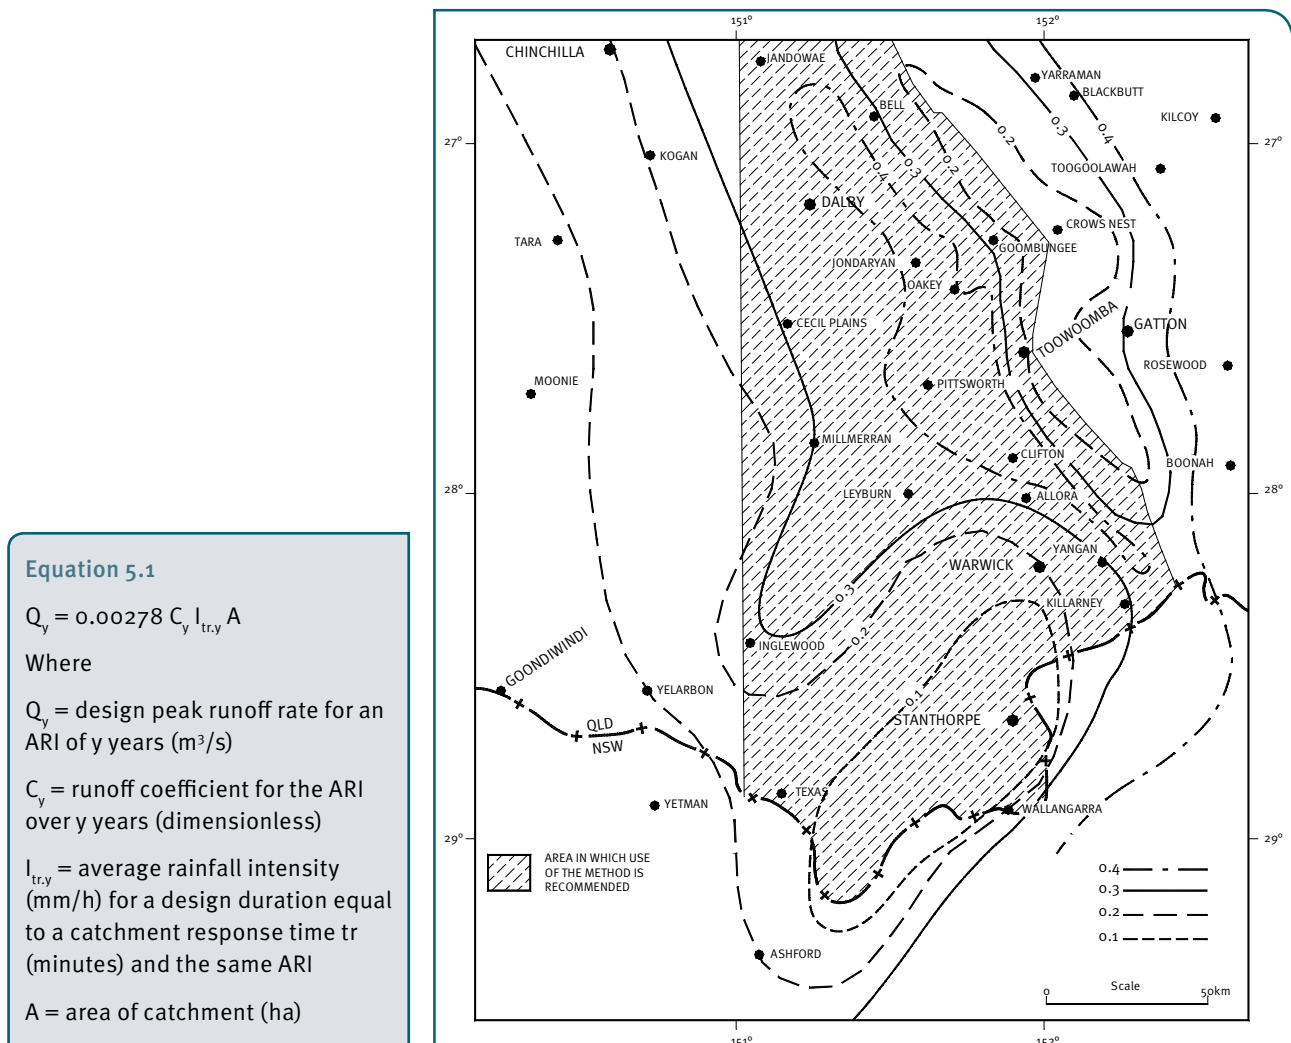 Equation 5.1
Q_y = 0.00278 C_y I_tr.y A
Where
Q_y = design peak runoff rate for an
ARI of y years (m³/s)
C_y = runoff coefficient for the ARI
over y years (dimensionless)
I_tr.y = average rainfall intensity
(mm/h) for a design duration equal
to a catchment response time tr
(minutes) and the same ARI
A = area of catchment (ha)
151° 152°
CHINCHILLA
JANDOWAE
YARRAMAN
BLACKBUTT
BELL
KILCOY
0.2
0.3
0.4
27° 27°
KOGAN
0.4
0.3
0.2
TOOGOOLAWAH
DALBY
CROWS NEST
TARA
GOOMBUNGEE
JONDARYAN
OAKEY
CECIL PLAINS
TOOWOOMBA
GATTON
ROSEWOOD
MOONIE
PITTSWORTH
MILLMERRAN
CLIFTON
BOONAH
28° 28°
LEYBURN
ALLORA
YANGAN
WARWICK
0.3
KILLARNEY
0.2
INGLEWOOD
GOONDIWINDI
YELARBON
0.1
STANTHORPE
QLD
NSW
TEXAS
YETMAN
WALLANGARRA
29° 29°
AREA IN WHICH USE
OF THE METHOD IS
RECOMMENDED
0.4
0.3
0.2
0.1
ASHFORD
Scale
0 50km
151° 152°